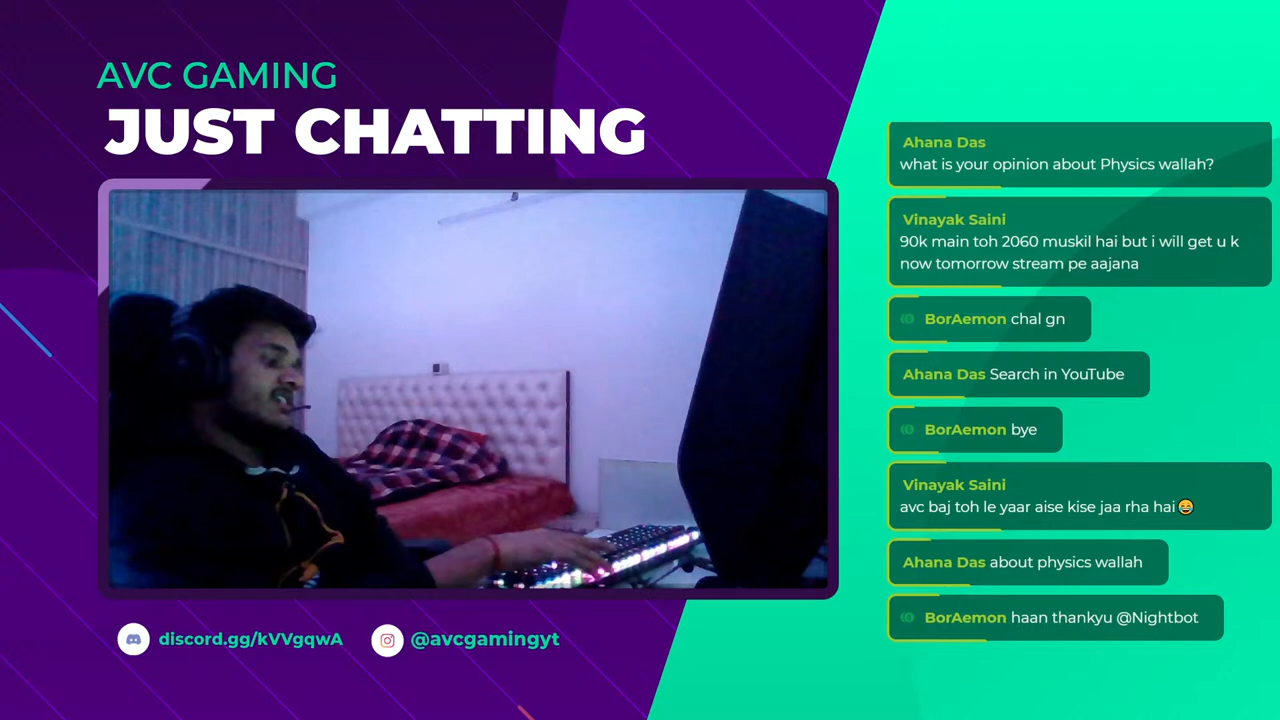 AVC GAMING
JUST CHATTING
Ahana Das
what is your opinion about Physics wallah?
Vinayak Saini
90k main toh 2060 muskil hai but i will get u k
now tomorrow stream pe aajana
BorAemon chal gn
Ahana Das Search in YouTube
BorAemon bye
Vinayak Saini
avc baj toh le yaar aise kise jaa rha hai😂
Ahana Das about physics wallah
BorAemon haan thankyu @Nightbot
discord.gg/kVVgqwA
@avcgamingyt